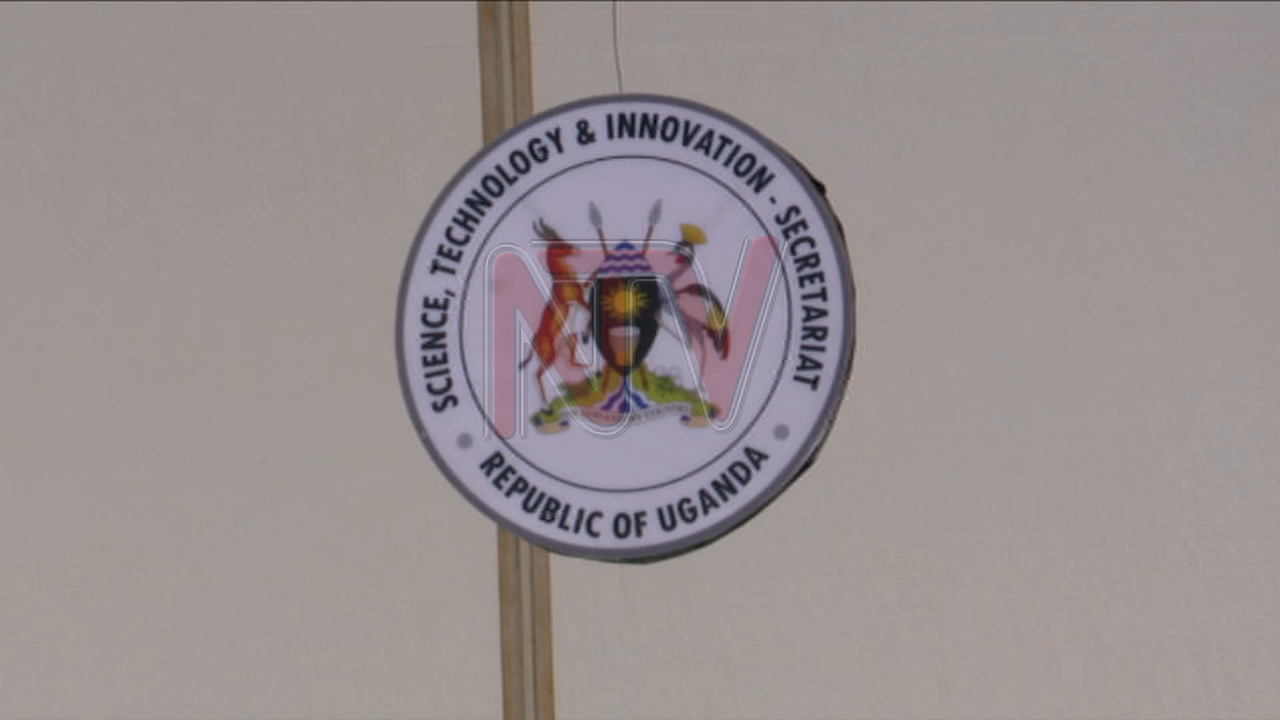 SCIENCE, TECHNOLOGY & INNOVATION - SECRETARIAT
REPUBLIC OF UGANDA
NTV